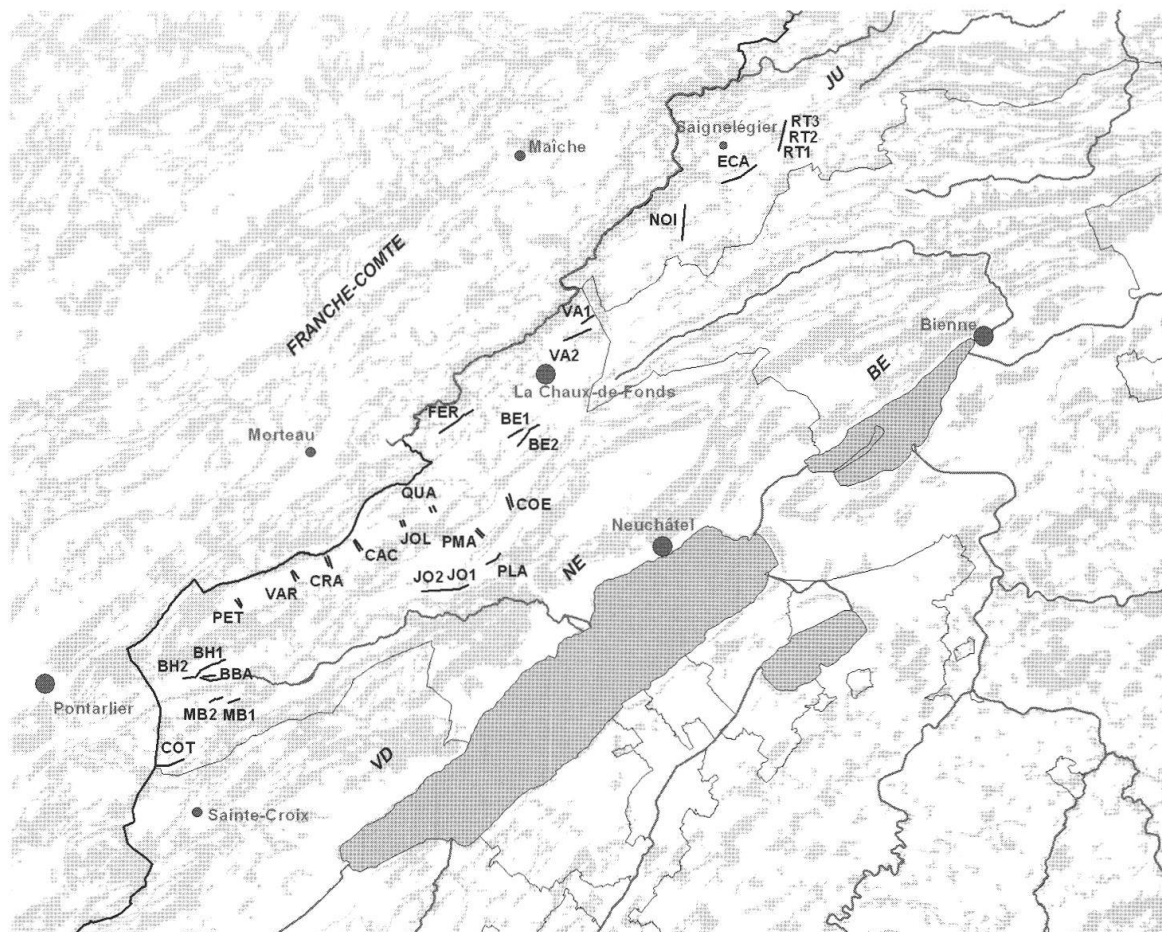 JU
RT3
RT2
RT1
Saignelégier
Maîche
ECA
NOI
FRANCHE-COMTE
VA1
VA2
Bienne
BE
La Chaux-de-Fonds
FER
BE1
BE2
Morteau
QUA
COE
JOL
PMA
Neuchâtel
CAC
CRA
JO2
JO1
PLA
NE
VAR
PET
BH1
BH2
BBA
Pontarlier
MB2
MB1
COT
VD
Sainte-Croix